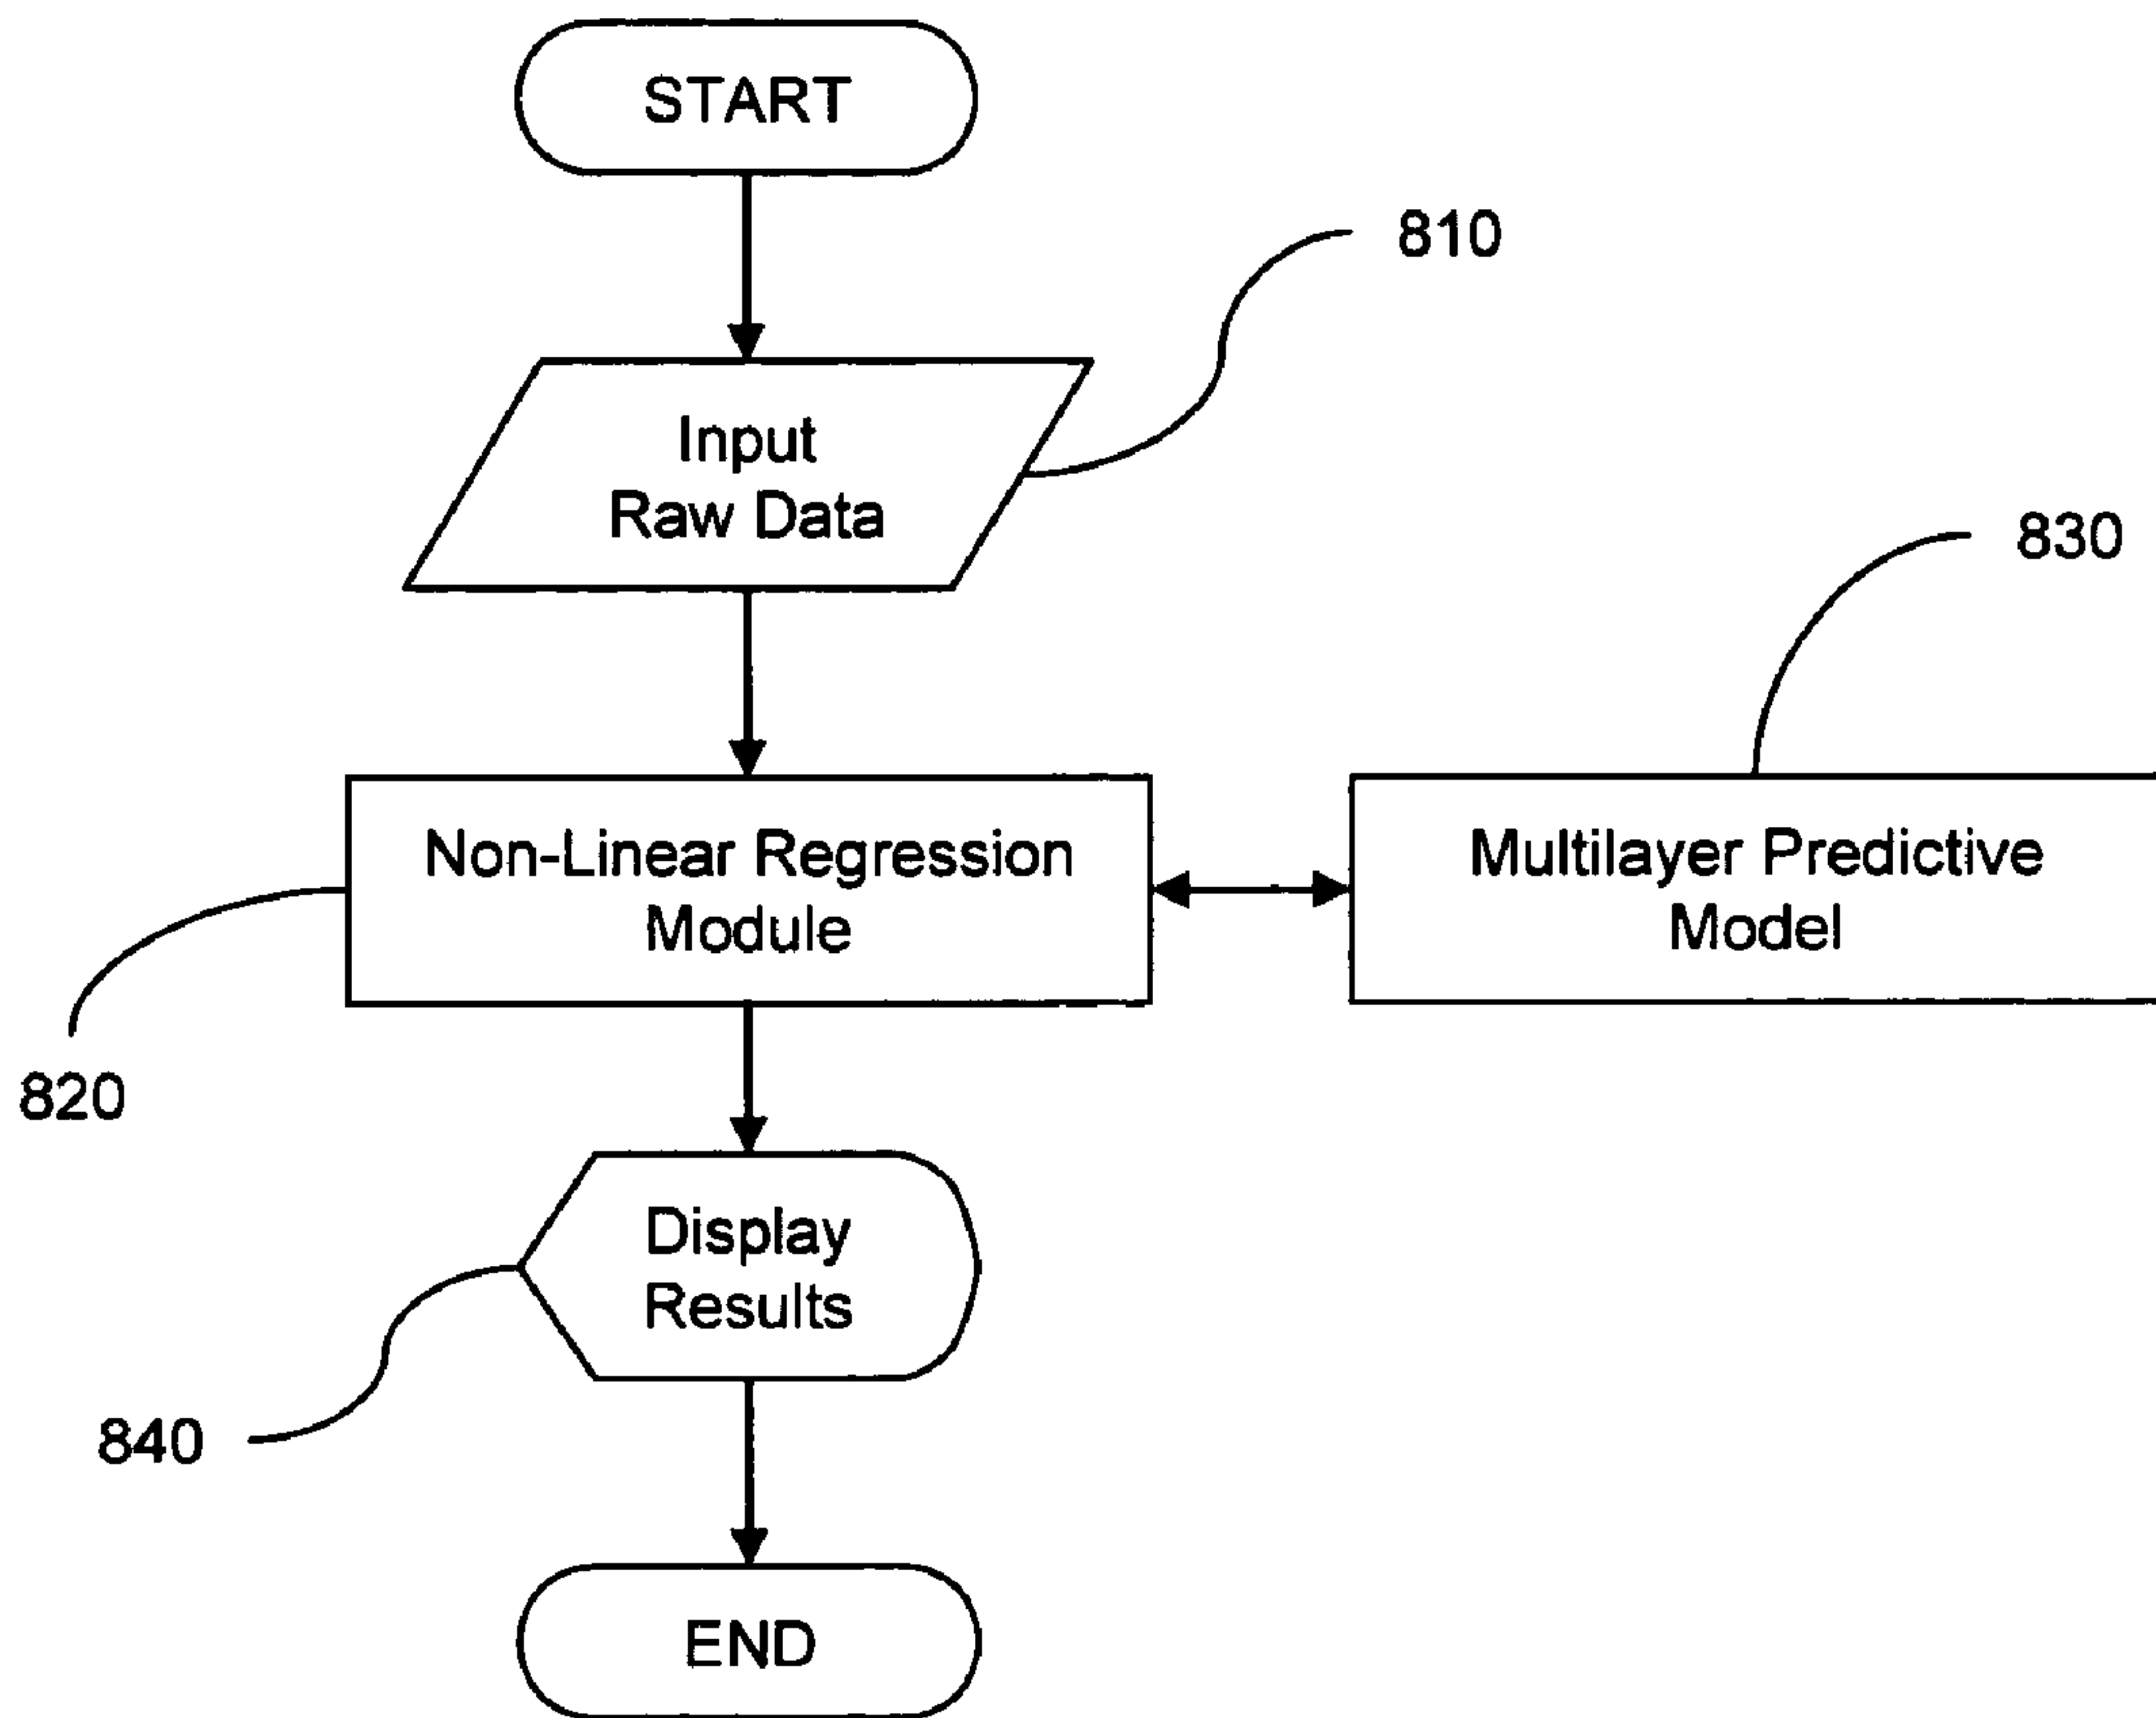 START
810
Input
Raw Data
830
Non-Linear Regression
Module
Multilayer Predictive
Model
820
Display
Results
840
END